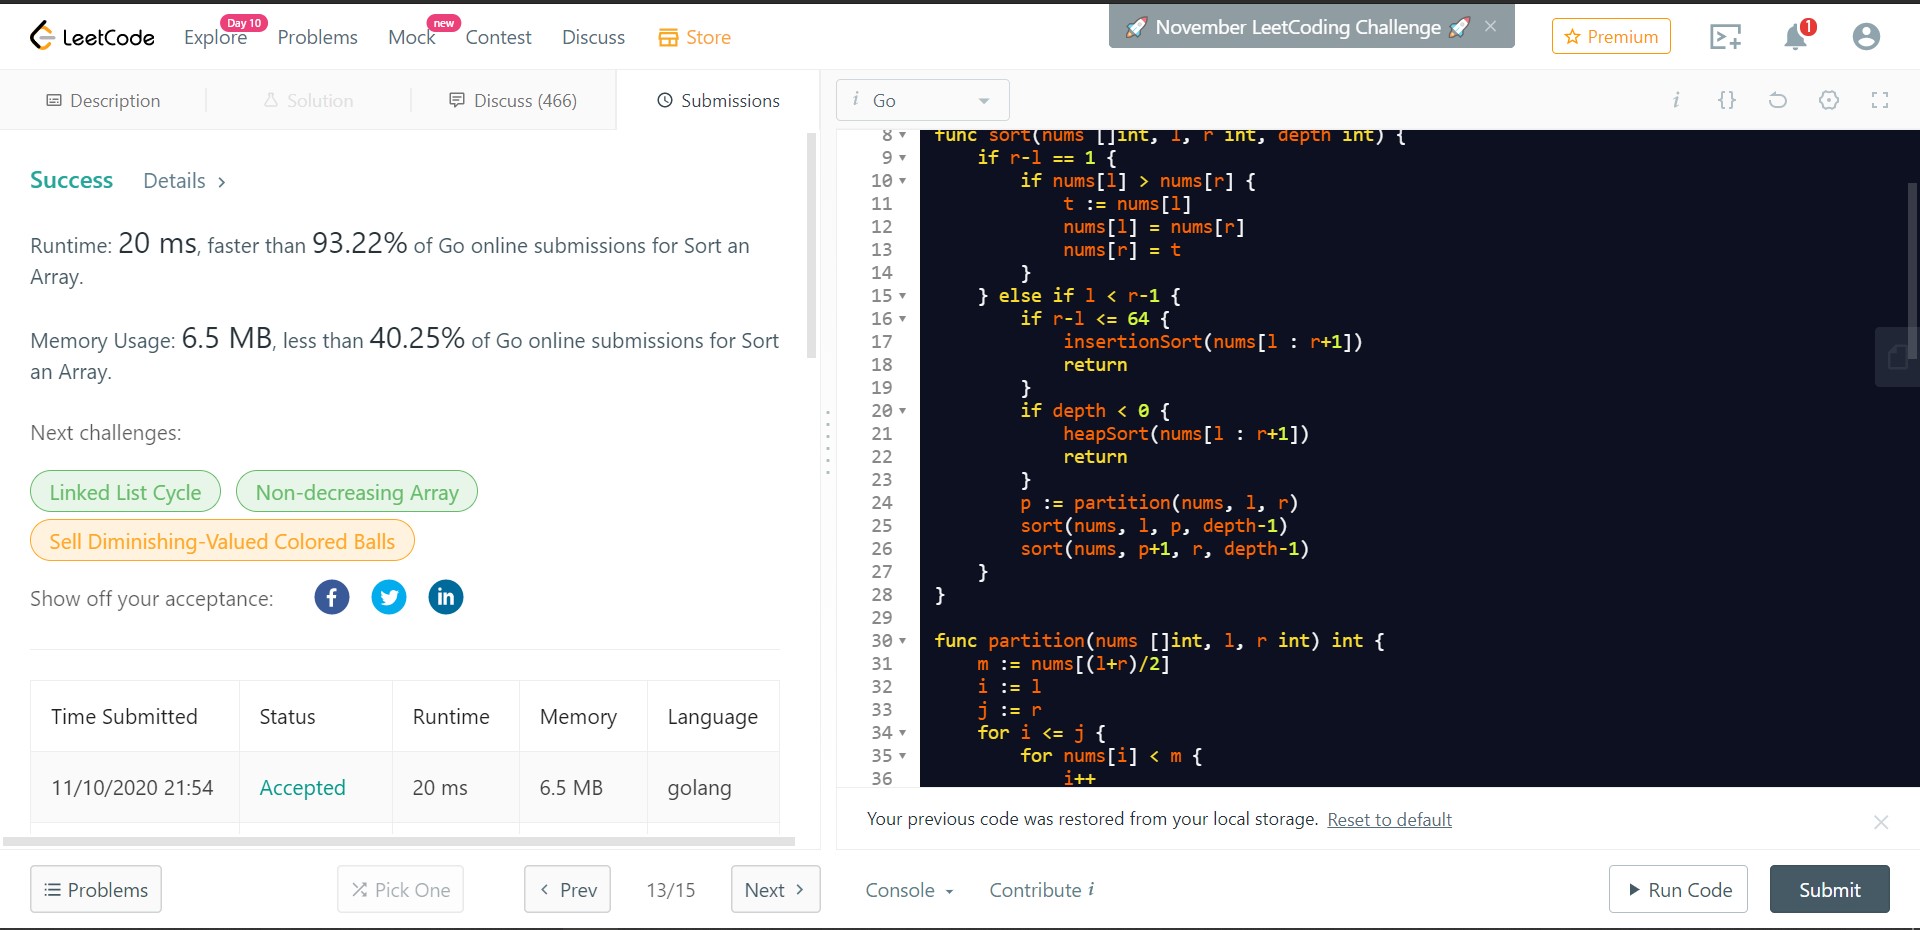 LeetCode
Explore
Day 10
Problems
Mock
new
Contest
Discuss
Store
🚀 November LeetCoding Challenge 🚀 ×
Premium
1
Description
Solution
Discuss (466)
Submissions
i Go
i {}
Success Details >
Runtime: 20 ms, faster than 93.22% of Go online submissions for Sort an
Array.
Memory Usage: 6.5 MB, less than 40.25% of Go online submissions for Sort
an Array.
Next challenges:
Linked List Cycle
Non-decreasing Array
Sell Diminishing-Valued Colored Balls
Show off your acceptance:
Time Submitted Status Runtime Memory Language
11/10/2020 21:54 Accepted 20 ms 6.5 MB golang
8 func sort(nums []int, l, r int, depth int) {
9 if r-l == 1 {
10 if nums[l] > nums[r] {
11 t := nums[l]
12 nums[l] = nums[r]
13 nums[r] = t
14 }
15 } else if l < r-1 {
16 if r-l <= 64 {
17 insertionSort(nums[l : r+1])
18 return
19 }
20 if depth < 0 {
21 heapSort(nums[l : r+1])
22 return
23 }
24 p := partition(nums, l, r)
25 sort(nums, l, p, depth-1)
26 sort(nums, p+1, r, depth-1)
27 }
28 }
29
30 func partition(nums []int, l, r int) int {
31 m := nums[(l+r)/2]
32 i := l
33 j := r
34 for i <= j {
35 for nums[i] < m {
36 i++
Your previous code was restored from your local storage. Reset to default
Problems
Pick One
< Prev
13/15
Next >
Console
Contribute i
Run Code
Submit